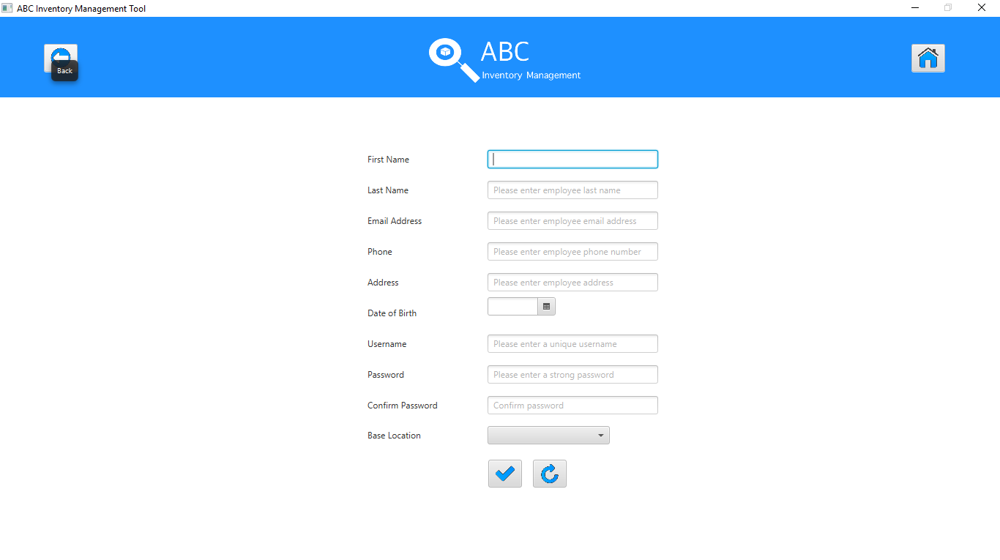 ABC Inventory Management Tool
Back
ABC
Inventory Management
First Name
Last Name
Please enter employee last name
Email Address
Please enter employee email address
Phone
Please enter employee phone number
Address
Please enter employee address
Date of Birth
Username
Please enter a unique username
Password
Please enter a strong password
Confirm Password
Confirm password
Base Location